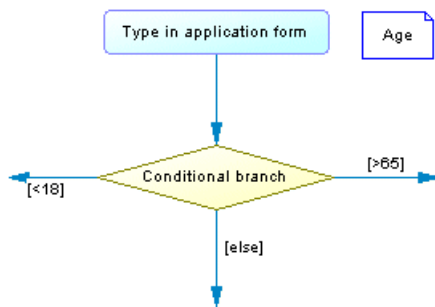 Type in application form
Age
Conditional branch
[>65]
[<18]
[else]